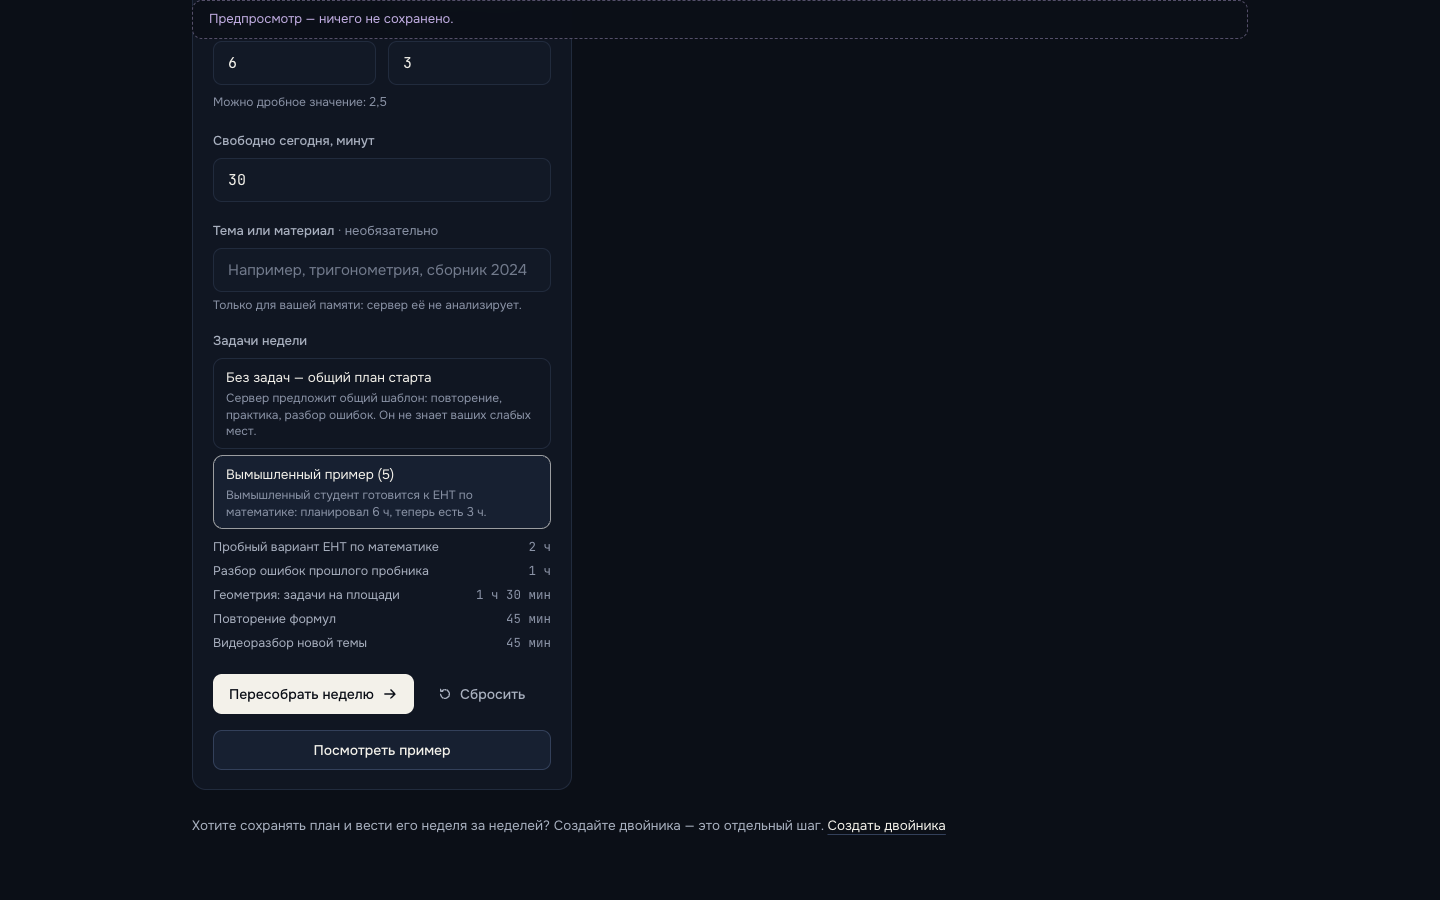 Предпросмотр — ничего не сохранено.
6
3
Можно дробное значение: 2,5
Свободно сегодня, минут
30
Тема или материал · необязательно
Например, тригонометрия, сборник 2024
Только для вашей памяти: сервер её не анализирует.
Задачи недели
Без задач — общий план старта
Сервер предложит общий шаблон: повторение,
практика, разбор ошибок. Он не знает ваших слабых
мест.
Вымышленный пример (5)
Вымышленный студент готовится к ЕНТ по
математике: планировал 6 ч, теперь есть 3 ч.
Пробный вариант ЕНТ по математике 2 ч
Разбор ошибок прошлого пробника 1 ч
Геометрия: задачи на площади 1 ч 30 мин
Повторение формул 45 мин
Видеоразбор новой темы 45 мин
Пересобрать неделю →
Сбросить
Посмотреть пример
Хотите сохранять план и вести его неделя за неделей? Создайте двойника — это отдельный шаг. Создать двойника